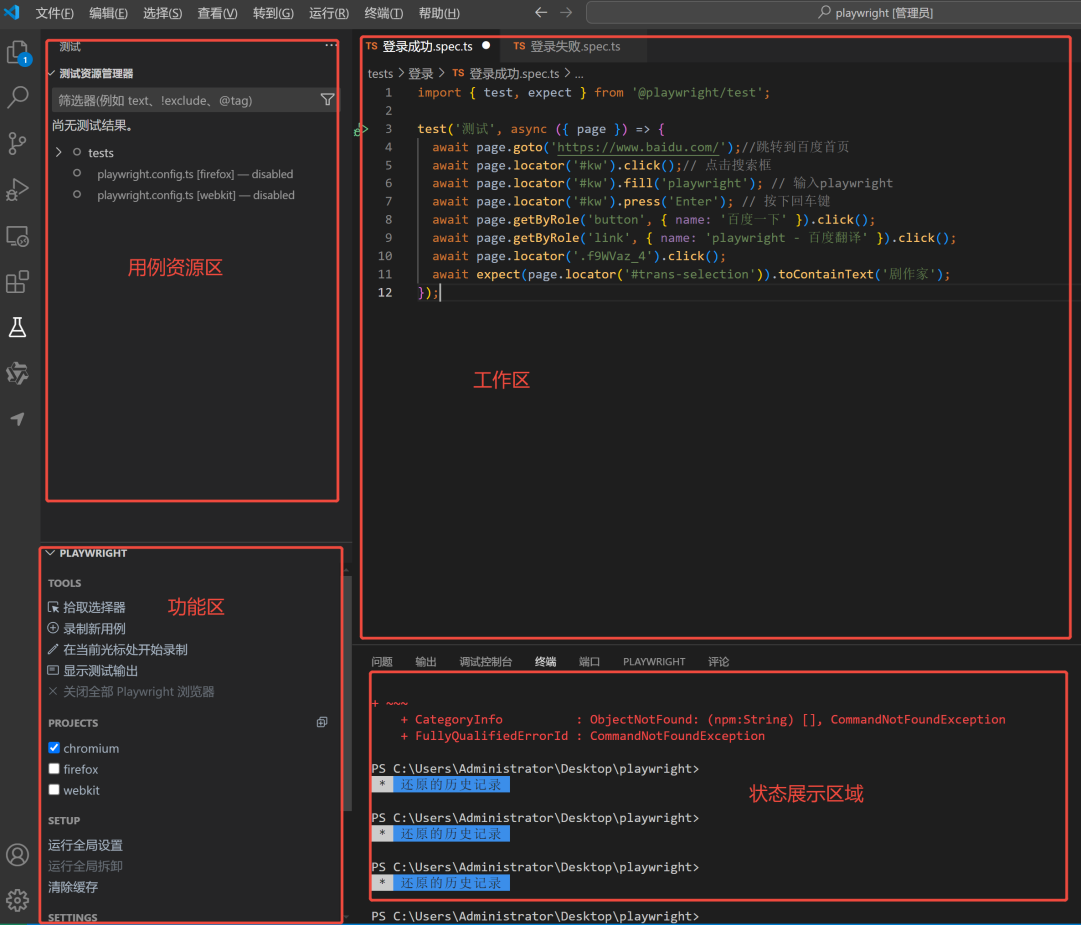 文件(F) 编辑(E) 选择(S) 查看(V) 转到(G) 运行(R) 终端(T) 帮助(H) playwright [管理员]
1
测试 ...
测试资源管理器
筛选器(例如 text、!exclude、@tag)
尚无测试结果。
tests
playwright.config.ts [firefox] — disabled
playwright.config.ts [webkit] — disabled
用例资源区
PLAYWRIGHT
TOOLS
功能区
拾取选择器
录制新用例
在当前光标处开始录制
显示测试输出
关闭全部 Playwright 浏览器
PROJECTS
chromium
firefox
webkit
SETUP
运行全局设置
运行全局拆卸
清除缓存
SETTINGS
TS 登录成功.spec.ts TS 登录失败.spec.ts
tests > 登录 > TS 登录成功.spec.ts > ...
1 import { test, expect } from '@playwright/test';
2
3 test('测试', async ({ page }) => {
4 await page.goto('https://www.baidu.com/');//跳转到百度首页
5 await page.locator('#kw').click();// 点击搜索框
6 await page.locator('#kw').fill('playwright'); // 输入playwright
7 await page.locator('#kw').press('Enter'); // 按下回车键
8 await page.getByRole('button', { name: '百度一下' }).click();
9 await page.getByRole('link', { name: 'playwright - 百度翻译' }).click();
10 await page.locator('.f9WVaz_4').click();
11 await expect(page.locator('#trans-selection')).toContainText('剧作家');
12 });
工作区
问题 输出 调试控制台 终端 端口 PLAYWRIGHT 评论
+ ~~~
+ CategoryInfo : ObjectNotFound: (npm:String) [], CommandNotFoundException
+ FullyQualifiedErrorId : CommandNotFoundException
PS C:\Users\Administrator\Desktop\playwright>
* 还原的历史记录
状态展示区域
PS C:\Users\Administrator\Desktop\playwright>
* 还原的历史记录
PS C:\Users\Administrator\Desktop\playwright>
* 还原的历史记录
PS C:\Users\Administrator\Desktop\playwright>